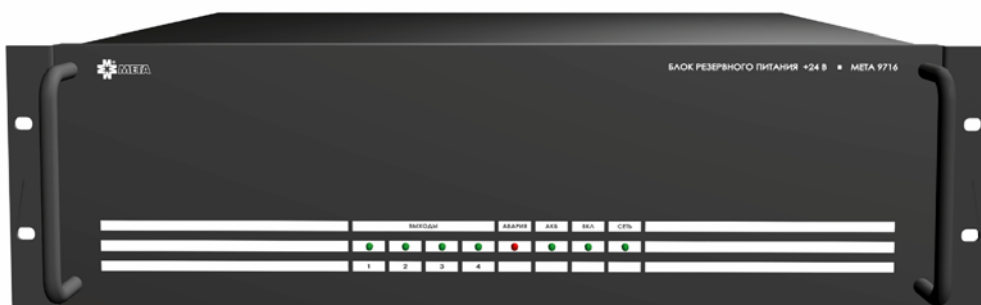 МЕТА
БЛОК РЕЗЕРВНОГО ПИТАНИЯ +24 В ■ МЕТА 9716
ВЫХОДЫ АВАРИЯ АКБ ВКЛ СЕТЬ
1 2 3 4